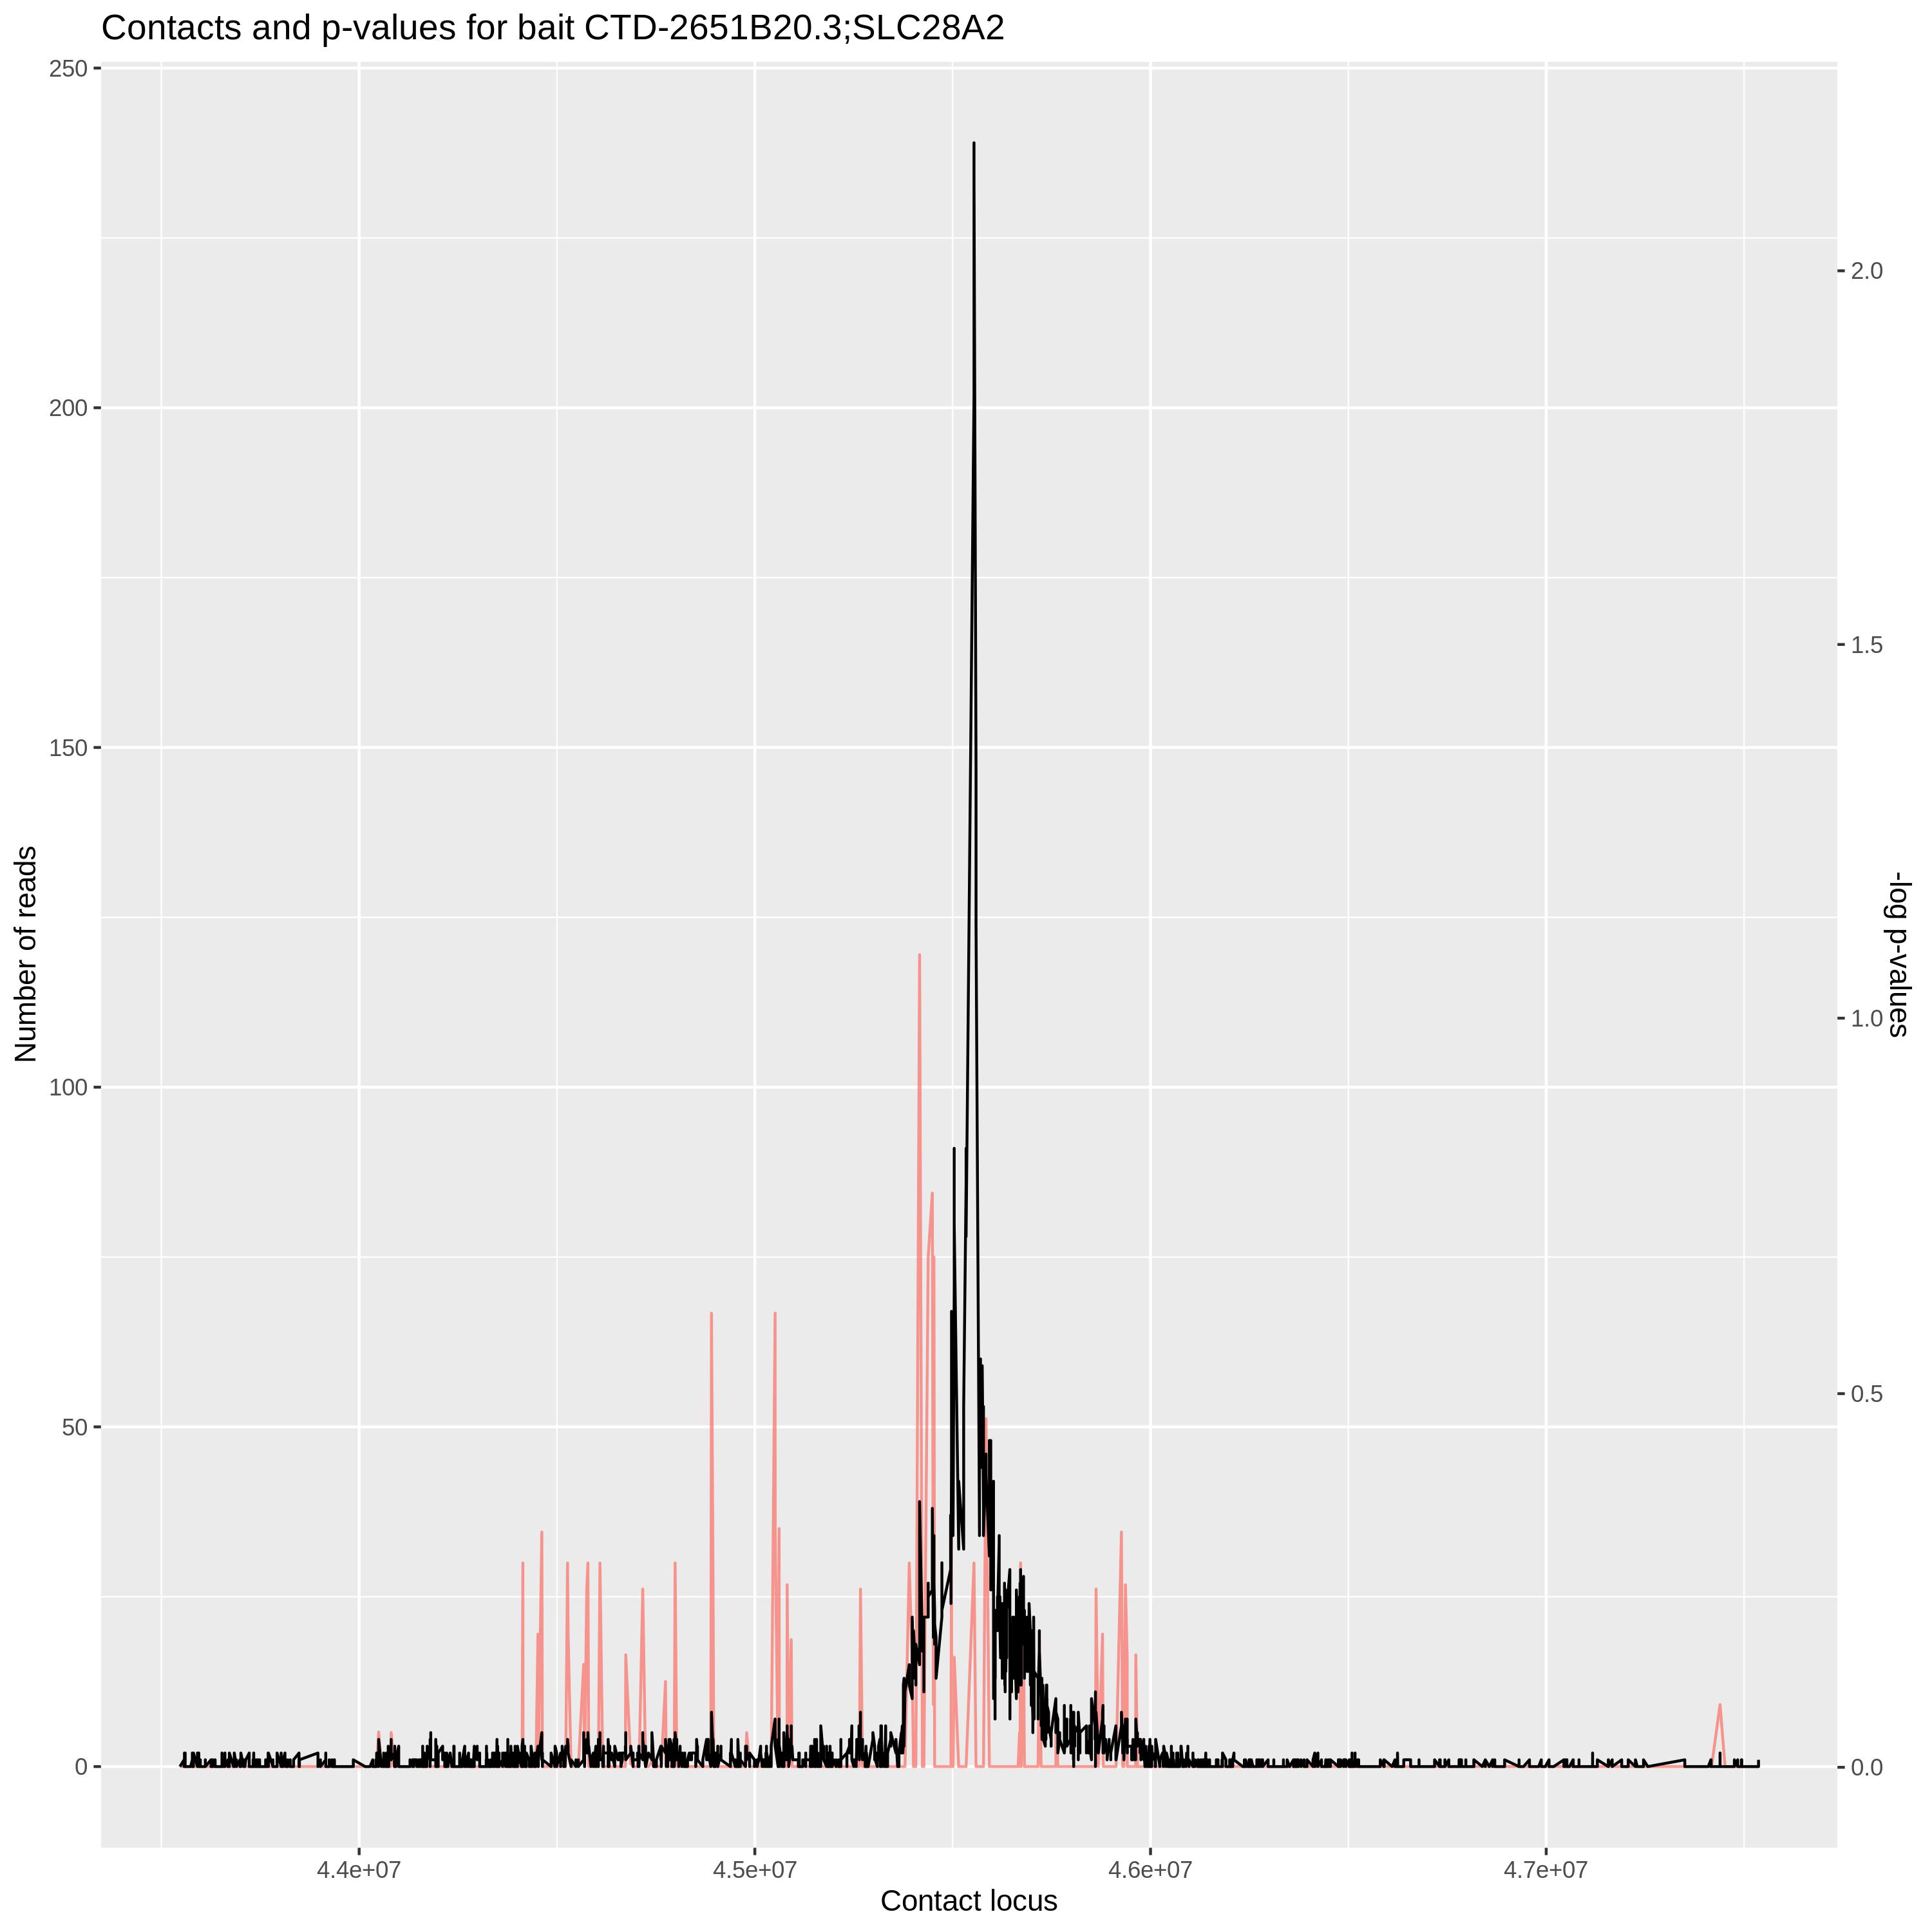 Contacts and p-values for bait CTD-2651B20.3;SLC28A2
250
200
150
100
50
0
Number of reads
2.0
1.5
1.0
0.5
0.0
-log p-values
4.4e+07
4.5e+07
4.6e+07
4.7e+07
Contact locus